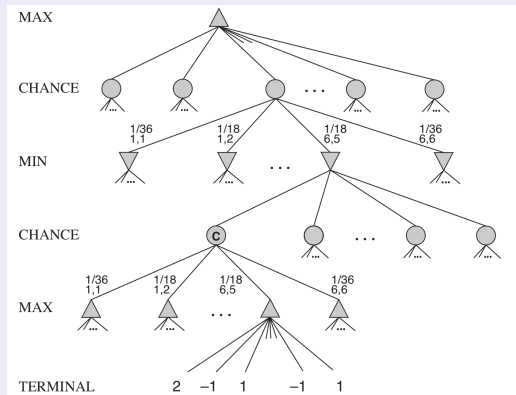 MAX
...
CHANCE
... ... ... ... ...
1/36 1/18 1/18 1/36
1,1 1,2 6,5 6,6
MIN
... ... ... ...
CHANCE
C ...
... ... ...
1/36 1/18 1/18 1/36
1,1 1,2 6,5 6,6
MAX
... ... ... ...
TERMINAL 2 –1 1 –1 1